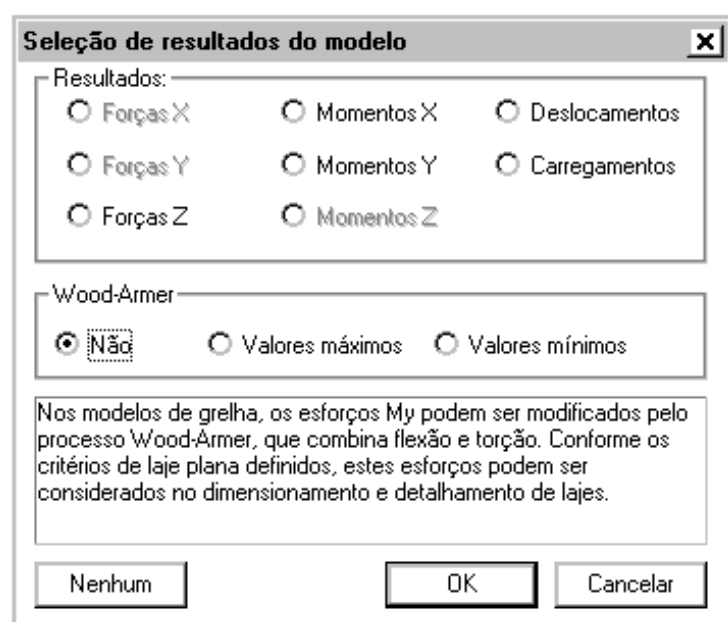 Seleção de resultados do modelo
Resultados:
Forças X Momentos X Deslocamentos
Forças Y Momentos Y Carregamentos
Forças Z Momentos Z
Wood-Armer
Não Valores máximos Valores mínimos
Nos modelos de grelha, os esforços My podem ser modificados pelo
processo Wood-Armer, que combina flexão e torção. Conforme os
critérios de laje plana definidos, estes esforços podem ser
considerados no dimensionamento e detalhamento de lajes.
Nenhum OK Cancelar